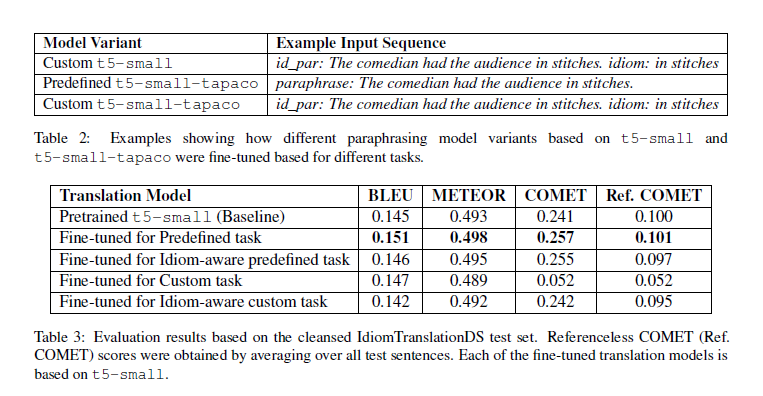 Model Variant Example Input Sequence
Custom t5-small id_par: The comedian had the audience in stitches. idiom: in stitches
Predefined t5-small-tapaco paraphrase: The comedian had the audience in stitches.
Custom t5-small-tapaco id_par: The comedian had the audience in stitches. idiom: in stitches
Table 2: Examples showing how different paraphrasing model variants based on t5-small and
t5-small-tapaco were fine-tuned based for different tasks.
Translation Model BLEU METEOR COMET Ref. COMET
Pretrained t5-small (Baseline) 0.145 0.493 0.241 0.100
Fine-tuned for Predefined task 0.151 0.498 0.257 0.101
Fine-tuned for Idiom-aware predefined task 0.146 0.495 0.255 0.097
Fine-tuned for Custom task 0.147 0.489 0.052 0.052
Fine-tuned for Idiom-aware custom task 0.142 0.492 0.242 0.095
Table 3: Evaluation results based on the cleansed IdiomTranslationDS test set. Referenceless COMET (Ref.
COMET) scores were obtained by averaging over all test sentences. Each of the fine-tuned translation models is
based on t5-small.